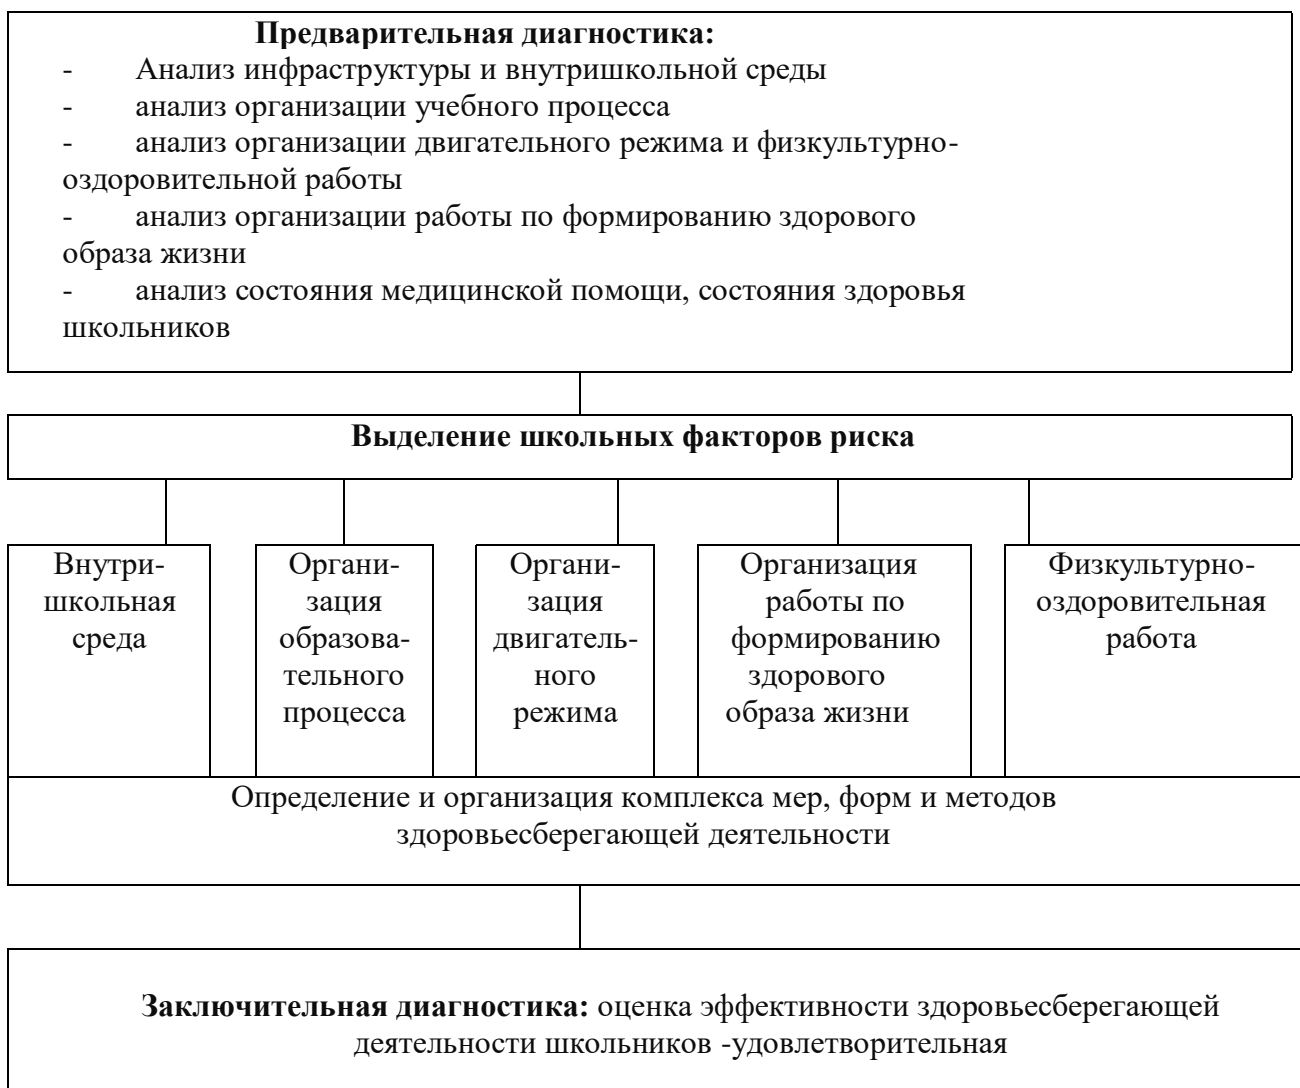 Предварительная диагностика:
- Анализ инфраструктуры и внутришкольной среды
- анализ организации учебного процесса
- анализ организации двигательного режима и физкультурно-
оздоровительной работы
- анализ организации работы по формированию здорового
образа жизни
- анализ состояния медицинской помощи, состояния здоровья
школьников
Выделение школьных факторов риска
Внутри-
школьная
среда
Органи-
зация
образова-
тельного
процесса
Органи-
зация
двигатель-
ного
режима
Организация
работы по
формированию
здорового
образа жизни
Физкультурно-
оздоровительная
работа
Определение и организация комплекса мер, форм и методов
здоровьесберегающей деятельности
Заключительная диагностика: оценка эффективности здоровьесберегающей
деятельности школьников -удовлетворительная